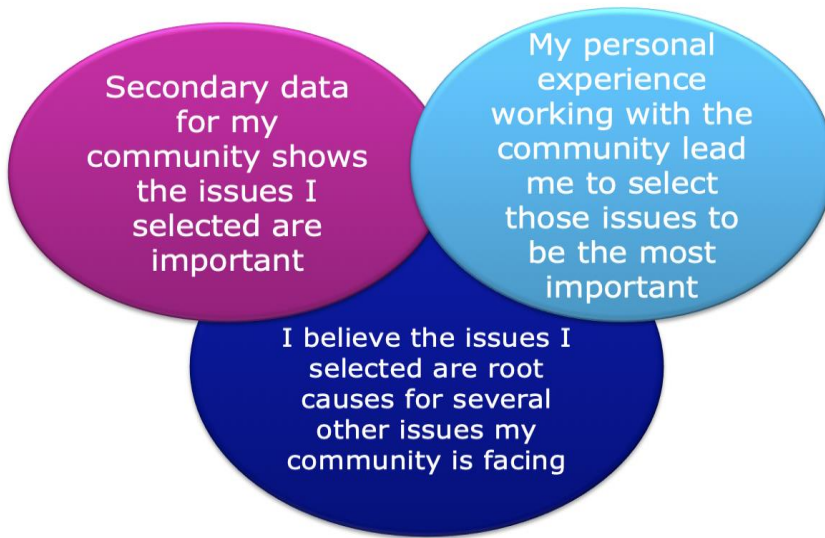 Secondary data
for my
community shows
the issues I
selected are
important
My personal
experience
working with the
community lead
me to select
those issues to
be the most
important
I believe the issues I
selected are root
causes for several
other issues my
community is facing